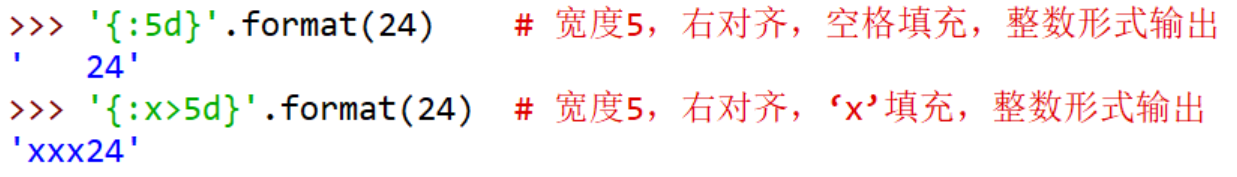 >>> '{:5d}'.format(24)    # 宽度5，右对齐，空格填充，整数形式输出
'   24'
>>> '{:x>5d}'.format(24)  # 宽度5，右对齐，‘x’填充，整数形式输出
'xxx24'